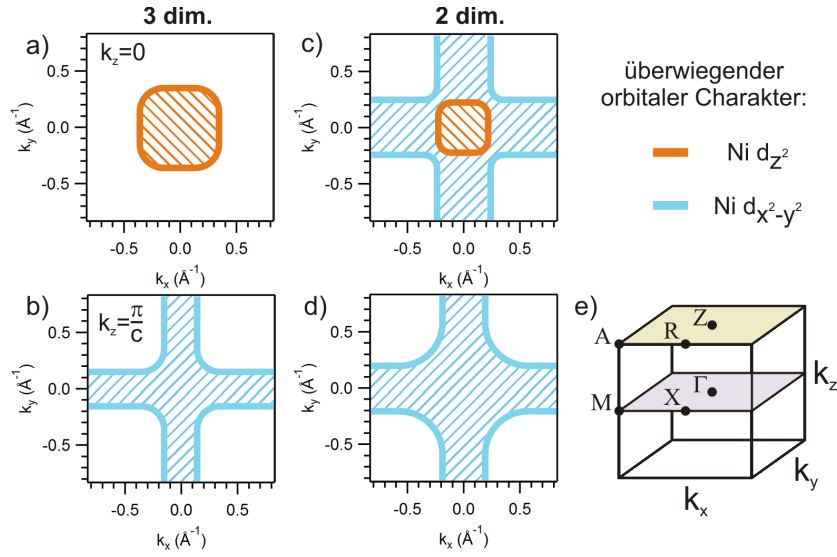 3 dim.
2 dim.
a)
k_z=0
0.5
0.0
-0.5
k_y (Å⁻¹)
-0.5 0.0 0.5
k_x (Å⁻¹)
c)
0.5
0.0
-0.5
k_y (Å⁻¹)
-0.5 0.0 0.5
k_x (Å⁻¹)
überwiegender
orbitaler Charakter:
Ni d_z²
Ni d_x²-y²
b)
k_z=π/c
0.5
0.0
-0.5
k_y (Å⁻¹)
-0.5 0.0 0.5
k_x (Å⁻¹)
d)
0.5
0.0
-0.5
k_y (Å⁻¹)
-0.5 0.0 0.5
k_x (Å⁻¹)
e)
Z
A R
Γ
M X
k_z
k_y
k_x